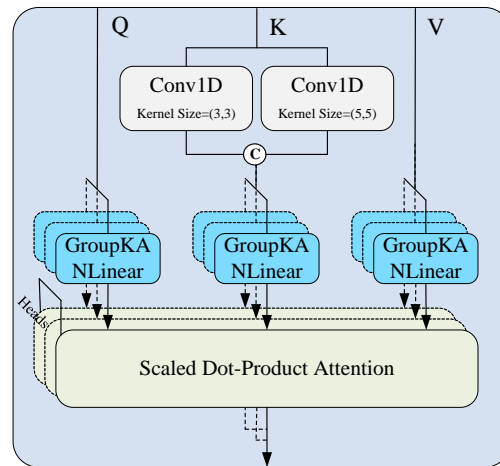 Q K V
Conv1D Conv1D
Kernel Size=(3,3) Kernel Size=(5,5)
C
GroupKA GroupKA GroupKA
NLinear NLinear NLinear
Heads
Scaled Dot-Product Attention